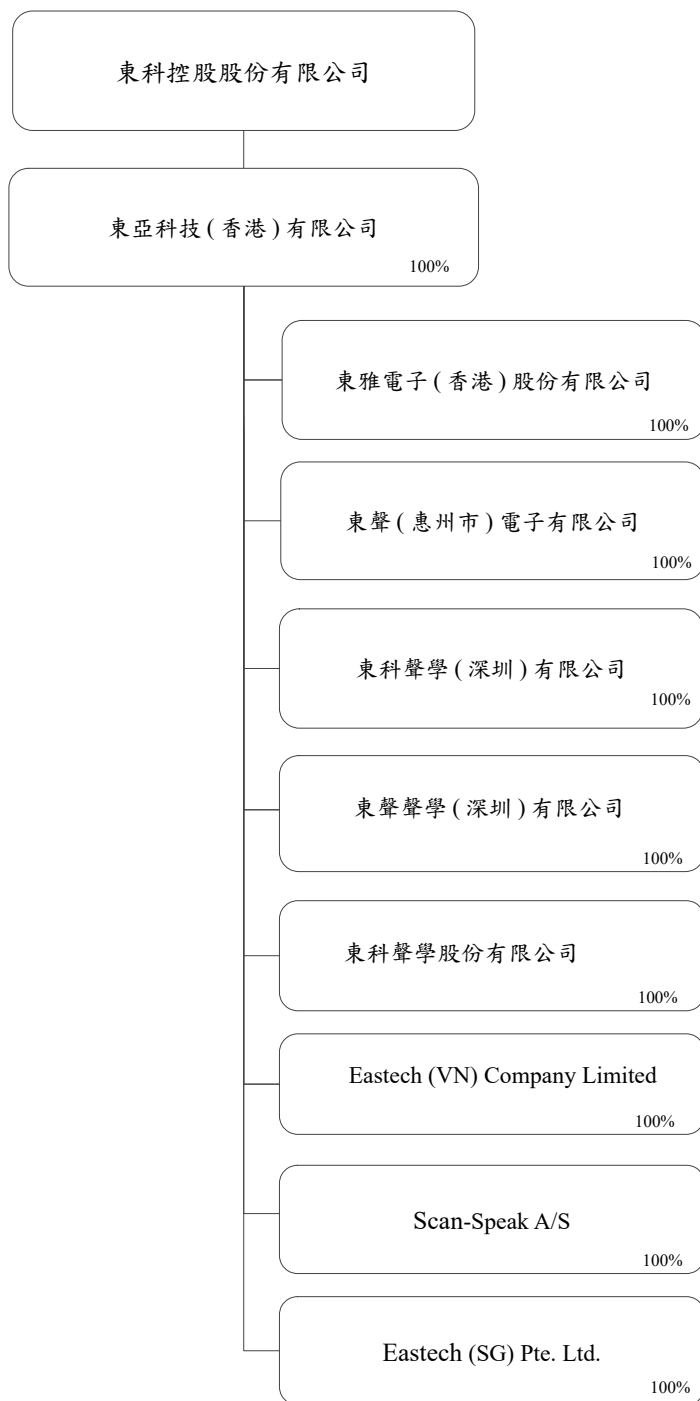 東科控股股份有限公司
東亞科技(香港)有限公司
100%
東雅電子(香港)股份有限公司
100%
東聲(惠州市)電子有限公司
100%
東科聲學(深圳)有限公司
100%
東聲聲學(深圳)有限公司
100%
東科聲學股份有限公司
100%
Eastech (VN) Company Limited
100%
Scan-Speak A/S
100%
Eastech (SG) Pte. Ltd.
100%